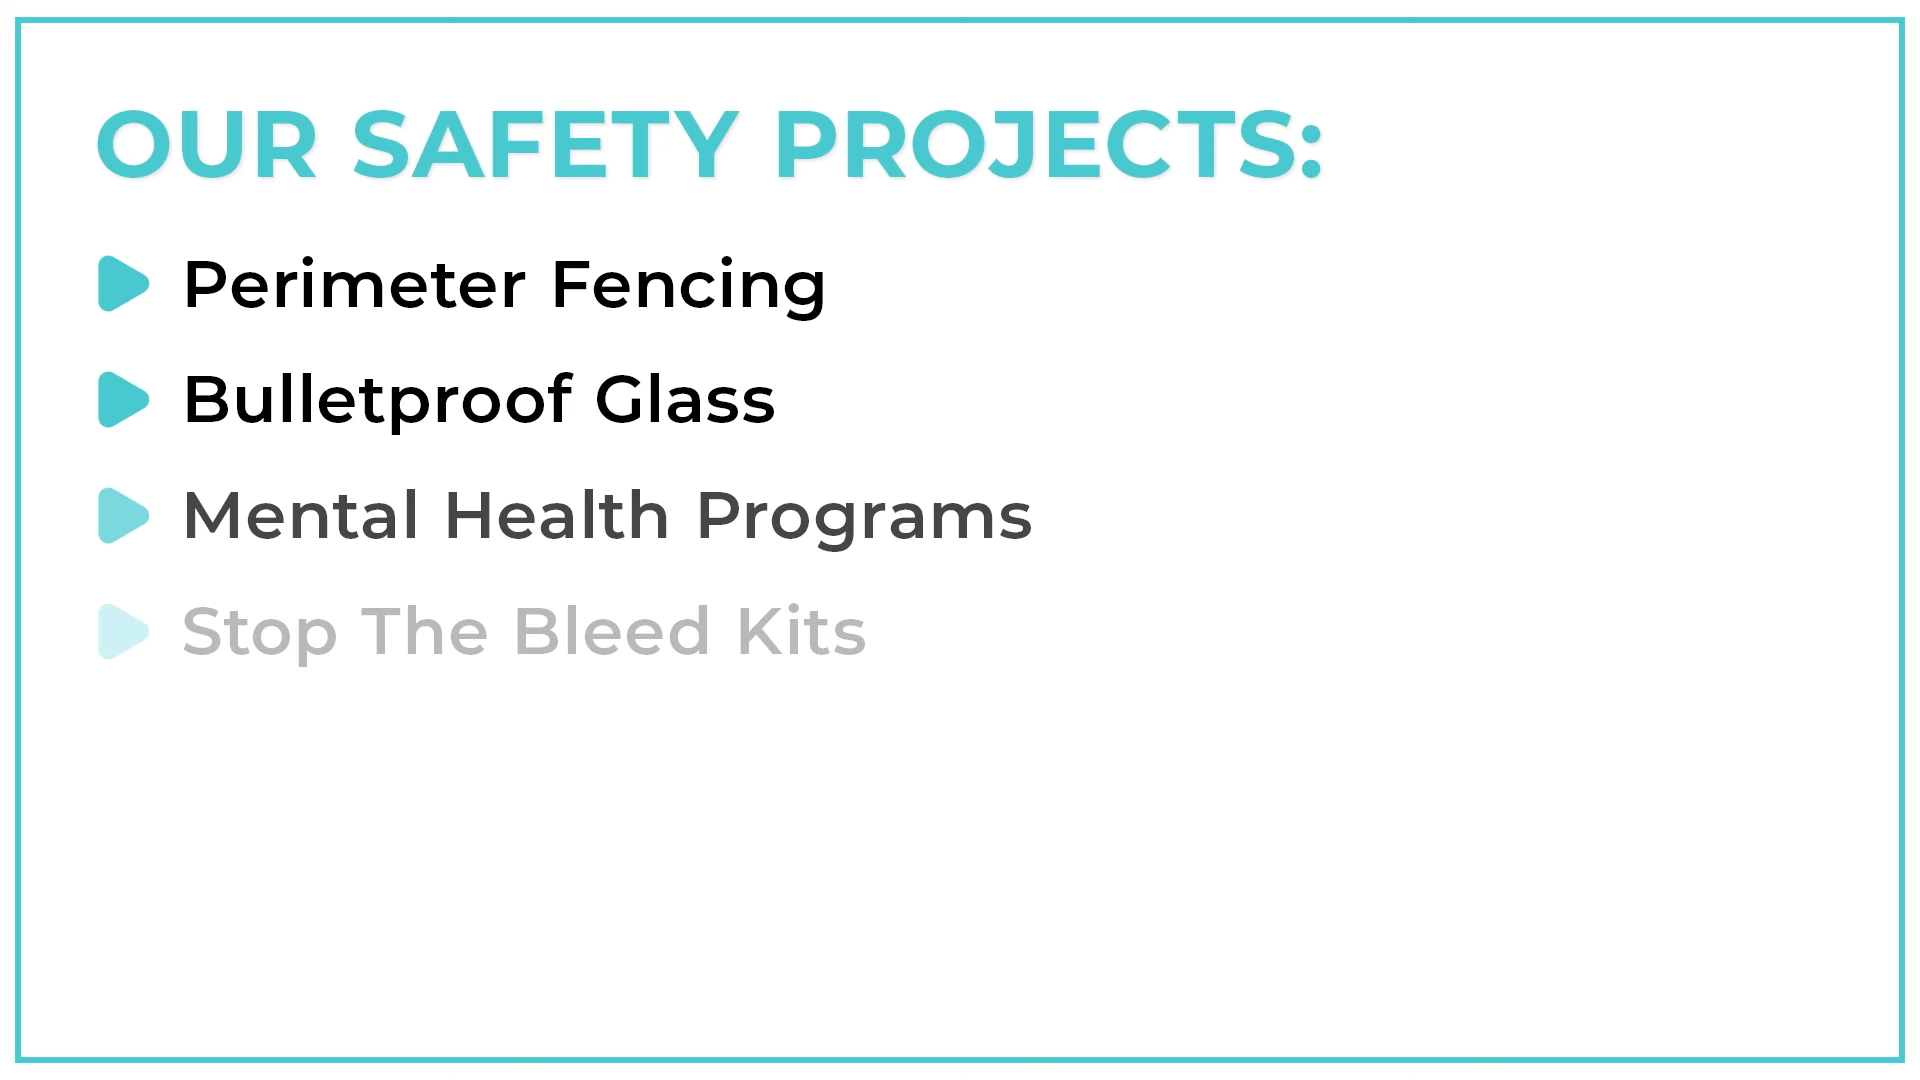 OUR SAFETY PROJECTS:
Perimeter Fencing
Bulletproof Glass
Mental Health Programs
Stop The Bleed Kits